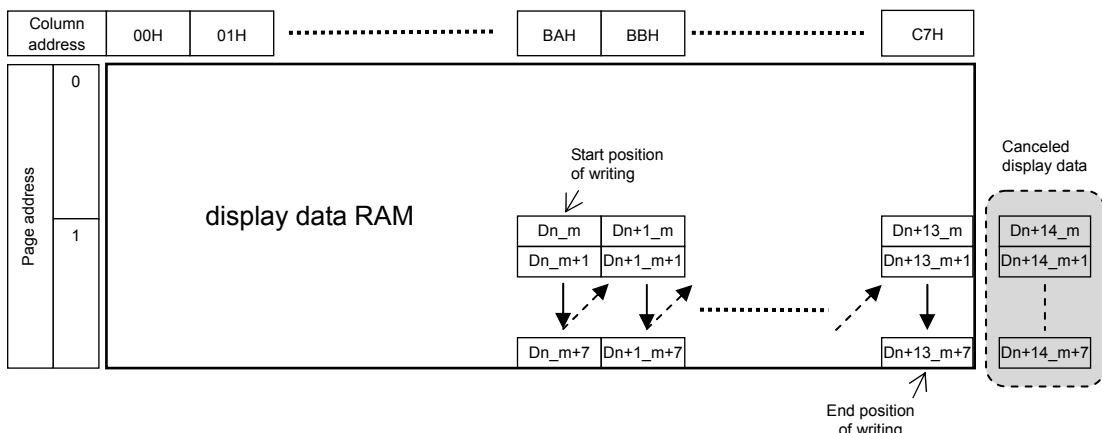 Column
address
00H
01H
BAH
BBH
C7H
Page address
0
1
display data RAM
Start position
of writing
Canceled
display data
Dn_m
Dn+1_m
Dn+13_m
Dn+14_m
Dn_m+1
Dn+1_m+1
Dn+13_m+1
Dn+14_m+1
Dn_m+7
Dn+1_m+7
Dn+13_m+7
Dn+14_m+7
End position
of writing